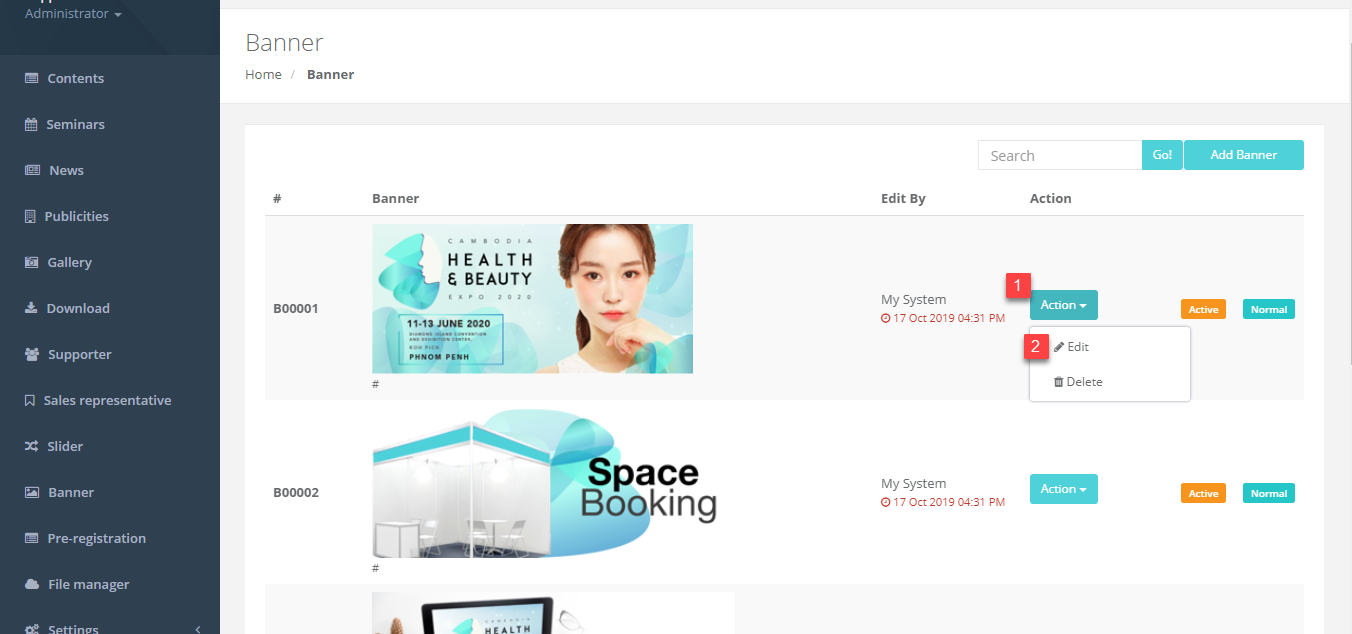 Administrator
Contents
Seminars
News
Publicities
Gallery
Download
Supporter
Sales representative
Slider
Banner
Pre-registration
File manager
Settings
Banner
Home / Banner
Search
Go!
Add Banner
# Banner Edit By Action
B00001
CAMBODIA
HEALTH
& BEAUTY
EXPO 2020
11-13 JUNE 2020
DIAMOND ISLAND CONVENTION
AND EXHIBITION CENTER,
KOH PICH
PHNOM PENH
#
My System
17 Oct 2019 04:31 PM
1
Action
2
Edit
Delete
Active
Normal
B00002
Space
Booking
#
My System
17 Oct 2019 04:31 PM
Action
Active
Normal
CAMBODIA
HEALTH